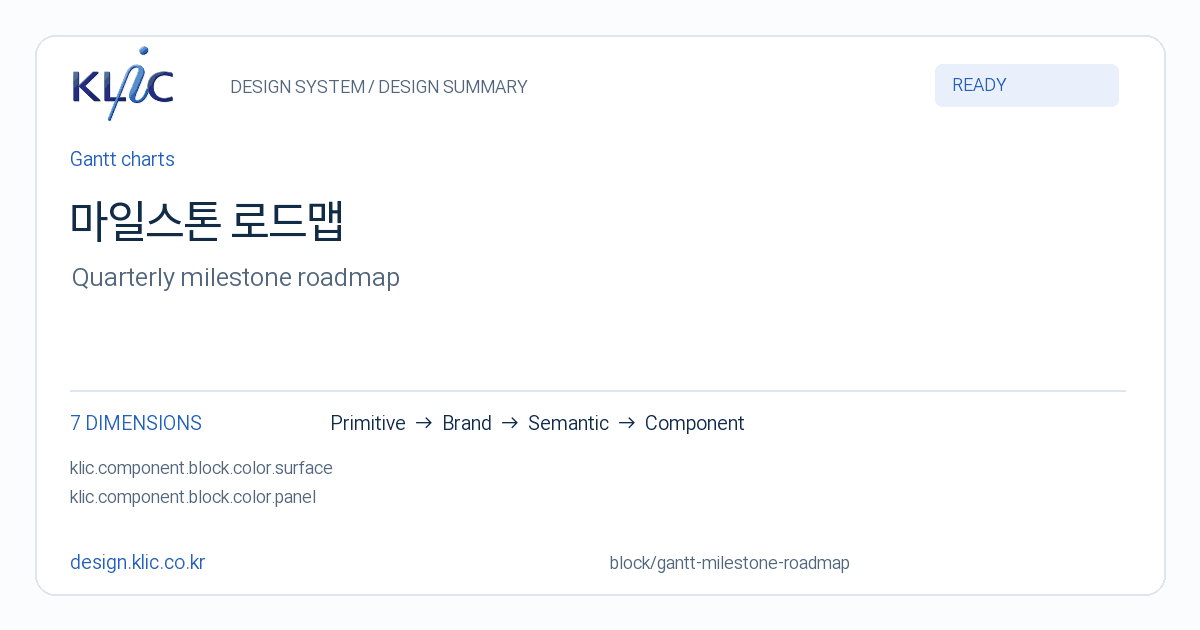 KLiC
DESIGN SYSTEM / DESIGN SUMMARY
READY
Gantt charts
마일스톤 로드맵
Quarterly milestone roadmap
7 DIMENSIONS
Primitive → Brand → Semantic → Component
klic.component.block.color.surface
klic.component.block.color.panel
design.klic.co.kr
block/gantt-milestone-roadmap